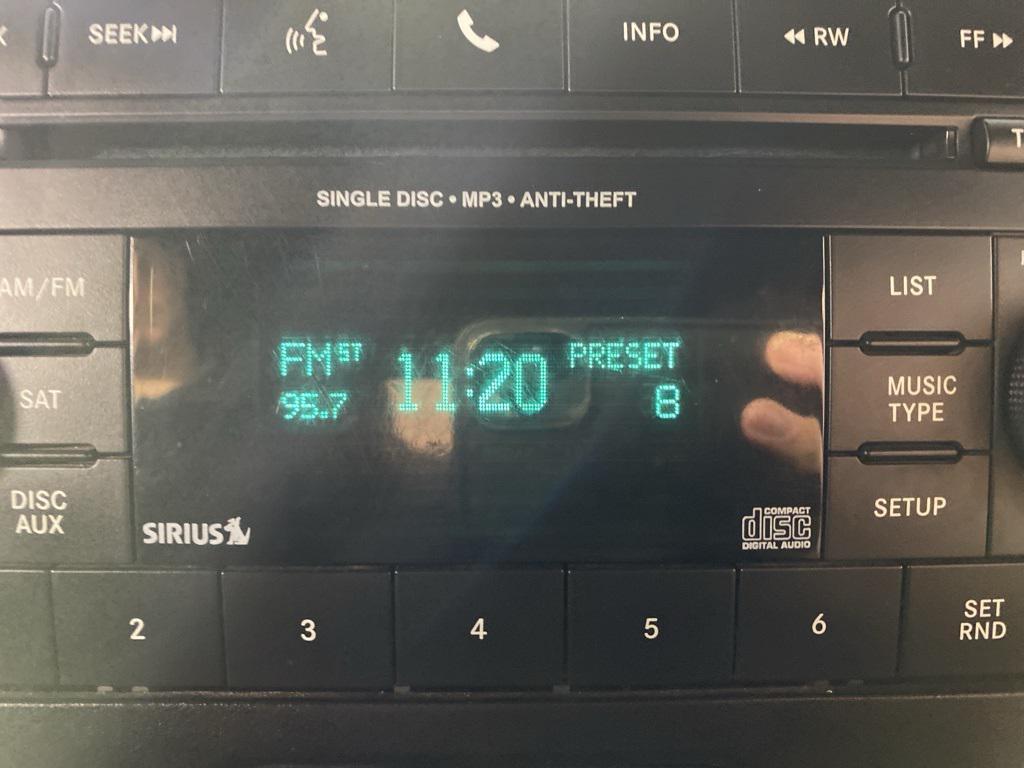 SEEK
INFO
RW
FF
SINGLE DISC • MP3 • ANTI-THEFT
AM/FM
LIST
FM ST
11:20
PRESET
95.7
8
SAT
MUSIC
TYPE
DISC
AUX
SETUP
SIRIUS
COMPACT
disc
DIGITAL AUDIO
2
3
4
5
6
SET
RND